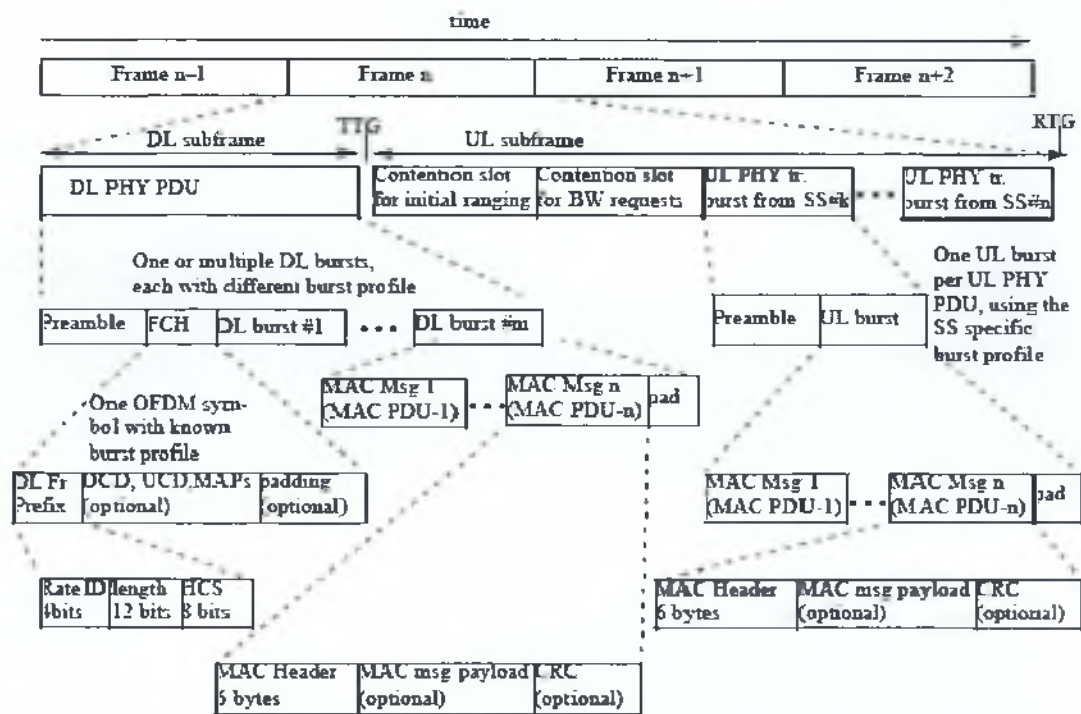 time
Frame n-1
Frame n
Frame n+1
Frame n+2
DL subframe
TTG
UL subframe
RTG
DL PHY PDU
Contention slot
for initial ranging
Contention slot
for BW requests
UL PHY tr.
burst from SS#k
UL PHY tr.
burst from SS#n
One or multiple DL bursts,
each with different burst profile
One UL burst
per UL PHY
PDU, using the
SS specific
burst profile
Preamble
FCH
DL burst #1
DL burst #m
Preamble
UL burst
MAC Msg 1
(MAC PDU-1)
MAC Msg n
(MAC PDU-n)
pad
One OFDM sym-
bol with known
burst profile
DL Fr
Prefix
DCD, UCD,MAPs
(optional)
padding
(optional)
MAC Msg 1
(MAC PDU-1)
MAC Msg n
(MAC PDU-n)
pad
Rate ID
4bits
length
12 bits
HCS
8 bits
MAC Header
6 bytes
MAC msg payload
(optional)
CRC
(optional)
MAC Header
6 bytes
MAC msg payload
(optional)
CRC
(optional)